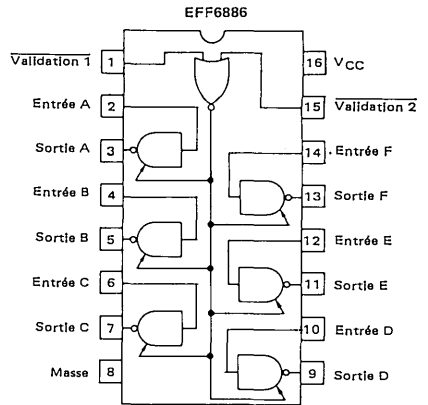 EFF6886
Validation 1 1
16 VCC
Entrée A 2
15 Validation 2
Sortie A 3
14 Entrée F
Entrée B 4
13 Sortie F
Sortie B 5
12 Entrée E
Entrée C 6
11 Sortie E
Sortie C 7
10 Entrée D
Masse 8
9 Sortie D